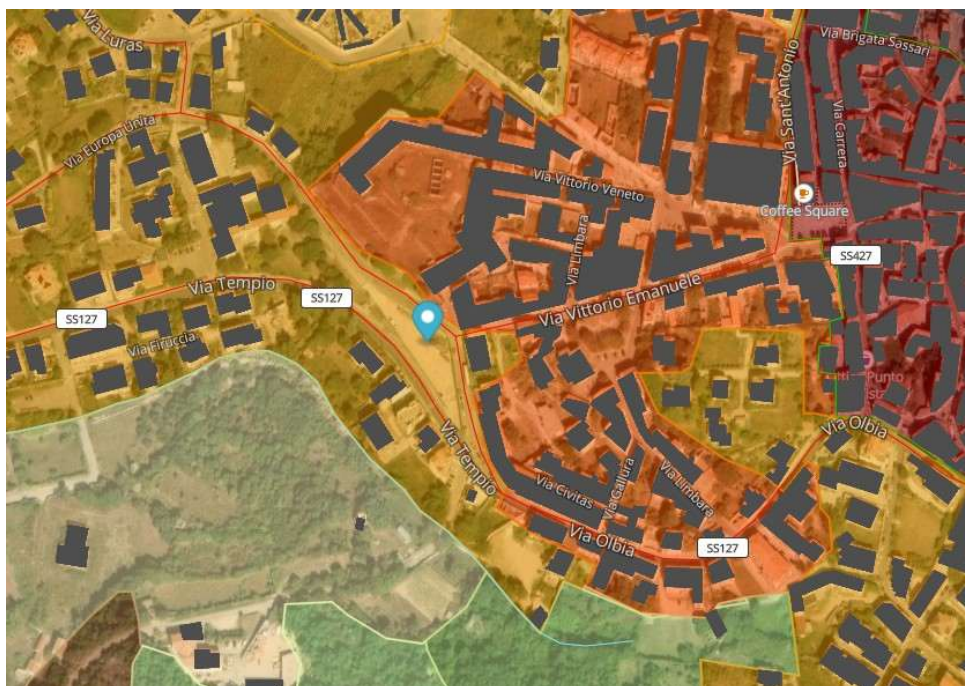 Via Luras
Via Brigata Sassari
Via Sant'Antonio
Via Carrera
Via Europa Unita
Via Vittorio Veneto
Coffee Square
Via Limbara
SS427
Via Tempio
SS127
SS127
Via Vittorio Emanuele
Via Firuccia
Punto
Via Olbia
Via Tempio
Via Civitas
Via Gallura
Via Limbara
Via Olbia
SS127